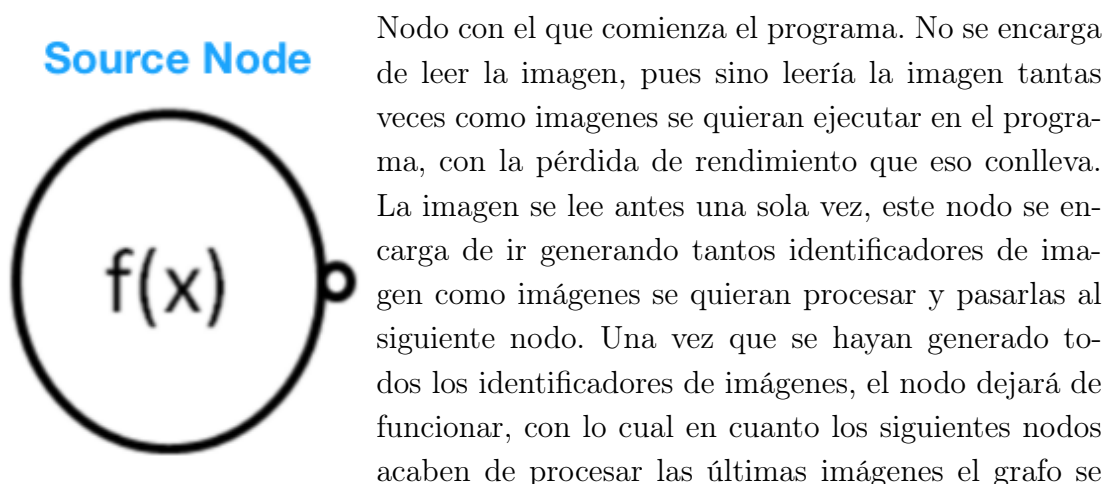 Source Node
f(x)
Nodo con el que comienza el programa. No se encarga
de leer la imagen, pues sino leería la imagen tantas
veces como imagenes se quieran ejecutar en el progra-
ma, con la pérdida de rendimiento que eso conlleva.
La imagen se lee antes una sola vez, este nodo se en-
carga de ir generando tantos identificadores de ima-
gen como imágenes se quieran procesar y pasarlas al
siguiente nodo. Una vez que se hayan generado to-
dos los identificadores de imágenes, el nodo dejará de
funcionar, con lo cual en cuanto los siguientes nodos
acaben de procesar las últimas imágenes el grafo se